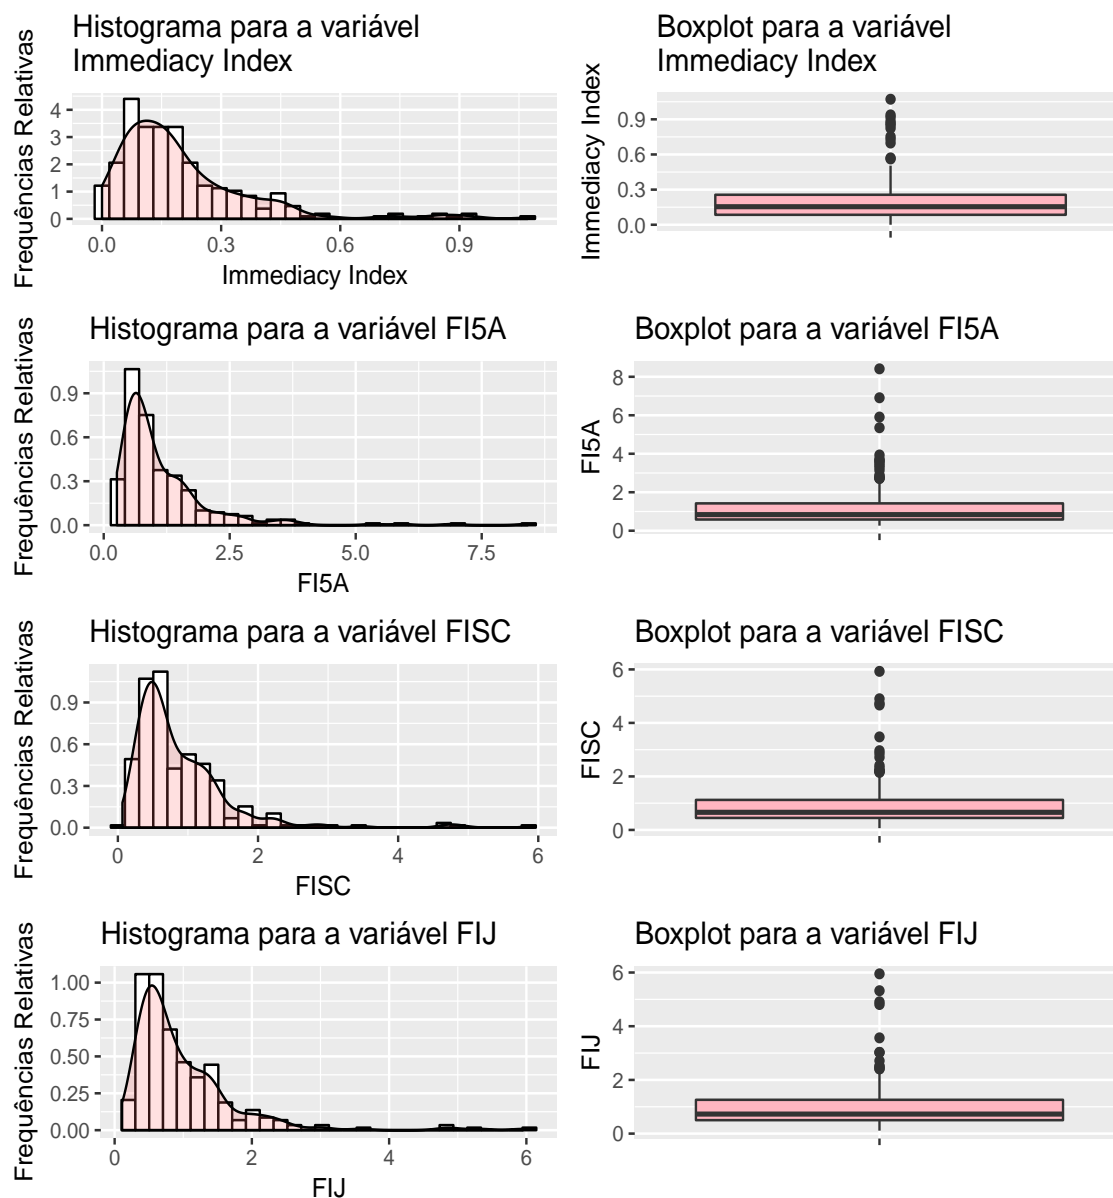 Histograma para a variável
Immediacy Index
Frequências Relativas
4
3
2
1
0
0.0 0.3 0.6 0.9
Immediacy Index
Boxplot para a variável
Immediacy Index
Immediacy Index
0.9
0.6
0.3
0.0
Histograma para a variável FI5A
Frequências Relativas
0.9
0.6
0.3
0.0
0.0 2.5 5.0 7.5
FI5A
Boxplot para a variável FI5A
FI5A
8
6
4
2
0
Histograma para a variável FISC
Frequências Relativas
0.9
0.6
0.3
0.0
0 2 4 6
FISC
Boxplot para a variável FISC
FISC
6
4
2
0
Histograma para a variável FIJ
Frequências Relativas
1.00
0.75
0.50
0.25
0.00
0 2 4 6
FIJ
Boxplot para a variável FIJ
FIJ
6
4
2
0